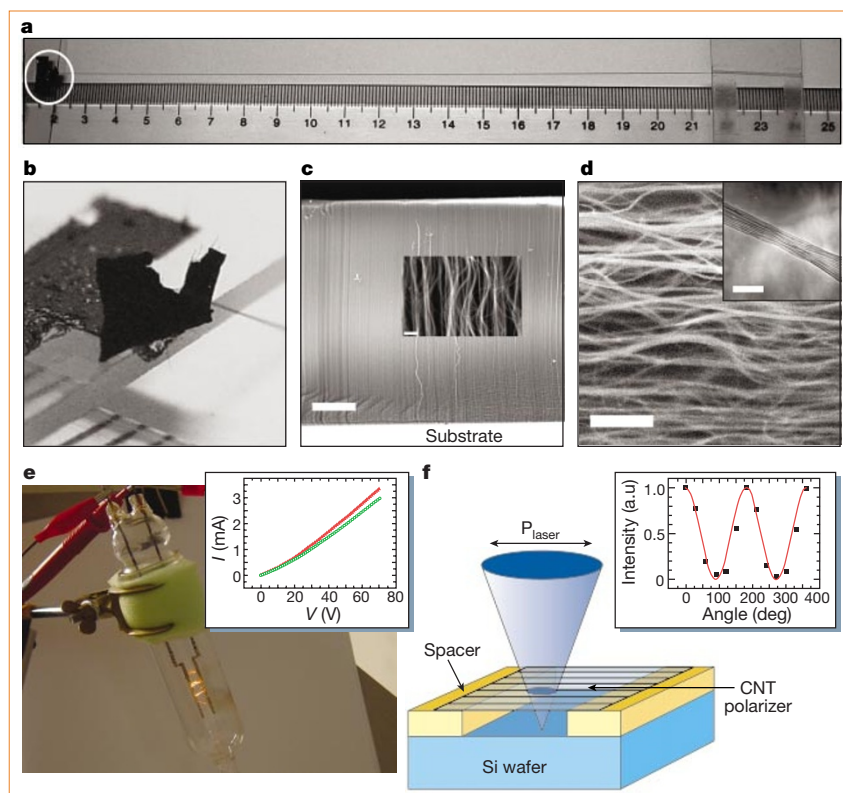 a
2 3 4 5 6 7 8 9 10 11 12 13 14 15 16 17 18 19 20 21 23 25
b
c
d
Substrate
e
I (mA)
3
2
1
0
0 20 40 60 80
V (V)
f
Intensity (a.u)
1.0
0.5
0
0 100 200 300 400
Angle (deg)
P laser
Spacer
CNT
polarizer
Si wafer